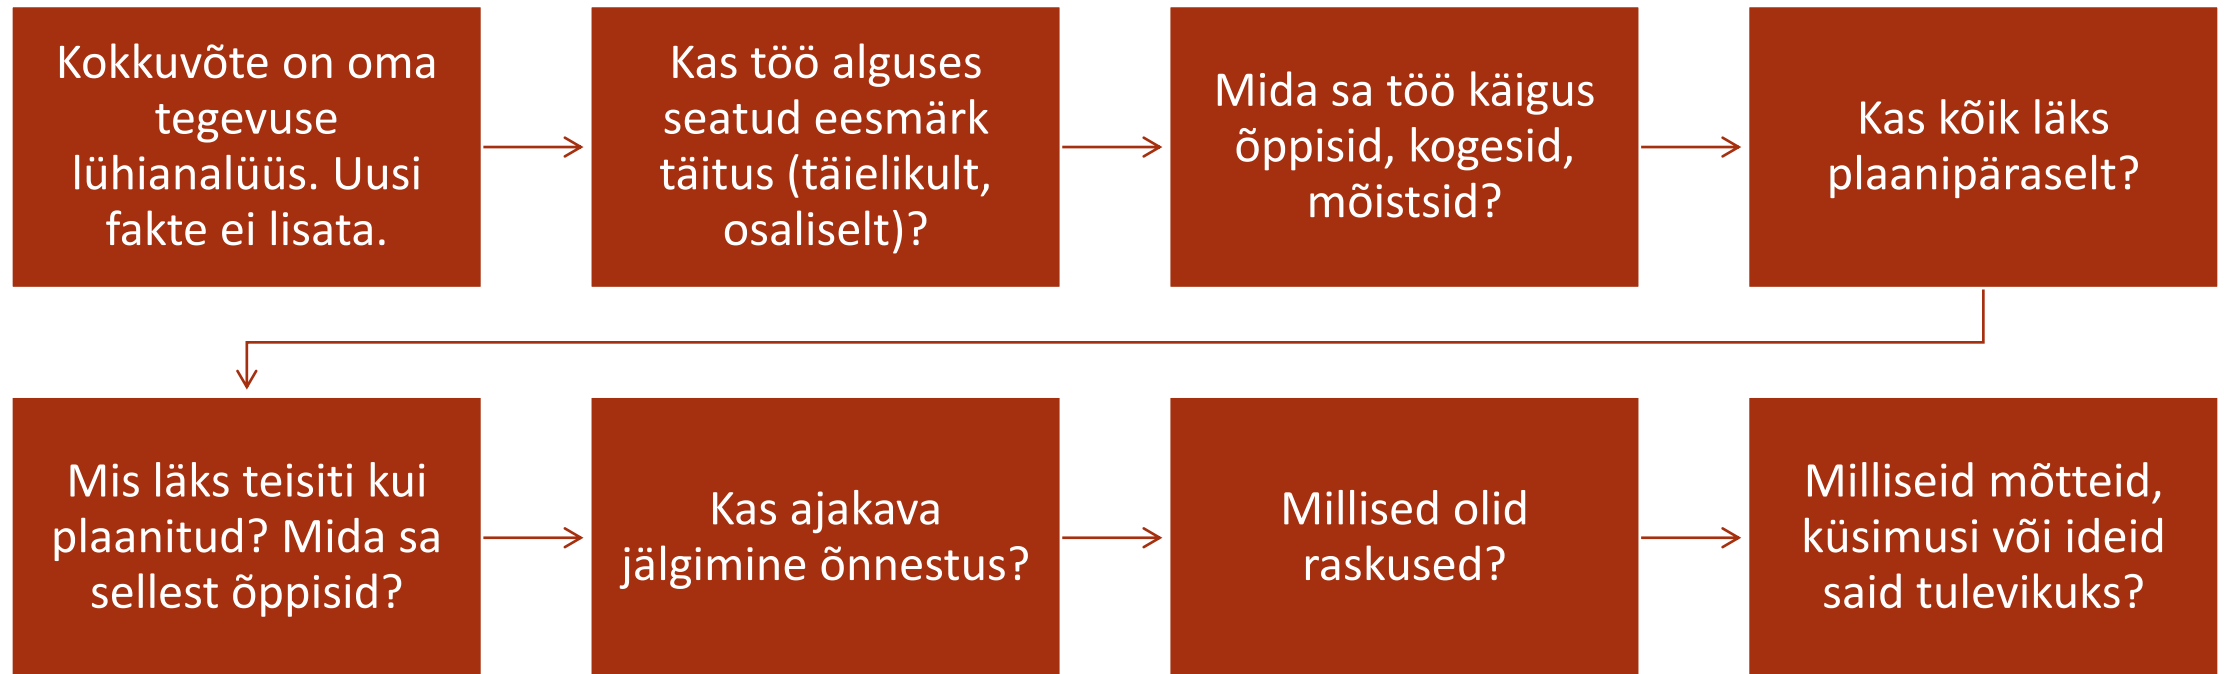 Kokkuvõte on oma
tegevuse
lühianalüüs. Uusi
fakte ei lisata.
Kas töö alguses
seatud eesmärk
täitus (täielikult,
osaliselt)?
Mida sa töö käigus
õppisid, kogesid,
mõistsid?
Kas kõik läks
plaanipäraselt?
Mis läks teisiti kui
plaanitud? Mida sa
sellest õppisid?
Kas ajakava
jälgimine õnnestus?
Millised olid
raskused?
Milliseid mõtteid,
küsimusi või ideid
said tulevikuks?